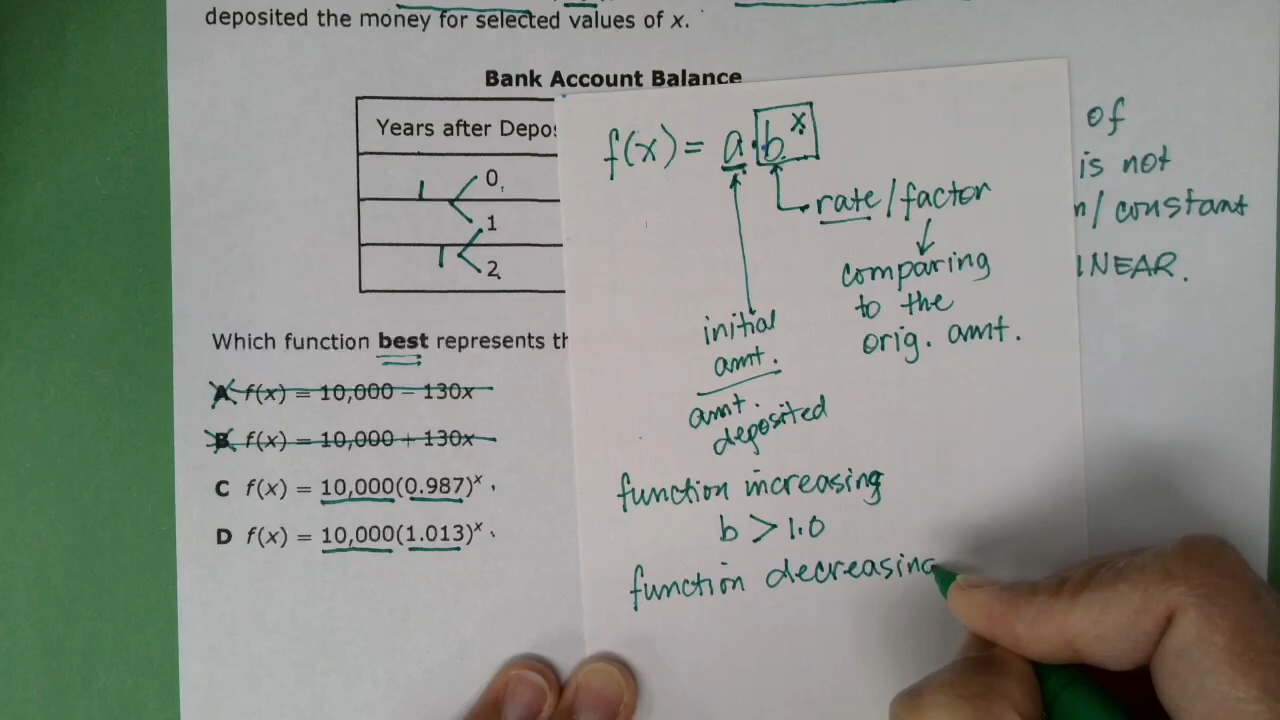 deposited the money for selected values of x.
Bank Account Balance
Years after Depos
0
1
2
Which function best represents th
A f(x) = 10,000 − 130x
B f(x) = 10,000 + 130x
C f(x) = 10,000(0.987)ˣ
D f(x) = 10,000(1.013)ˣ
f(x) = a·bˣ
rate/factor
comparing
to the
orig. amt.
initial
amt.
amt.
deposited
function increasing
b > 1.0
function decreasing
of
is not
n/constant
INEAR.